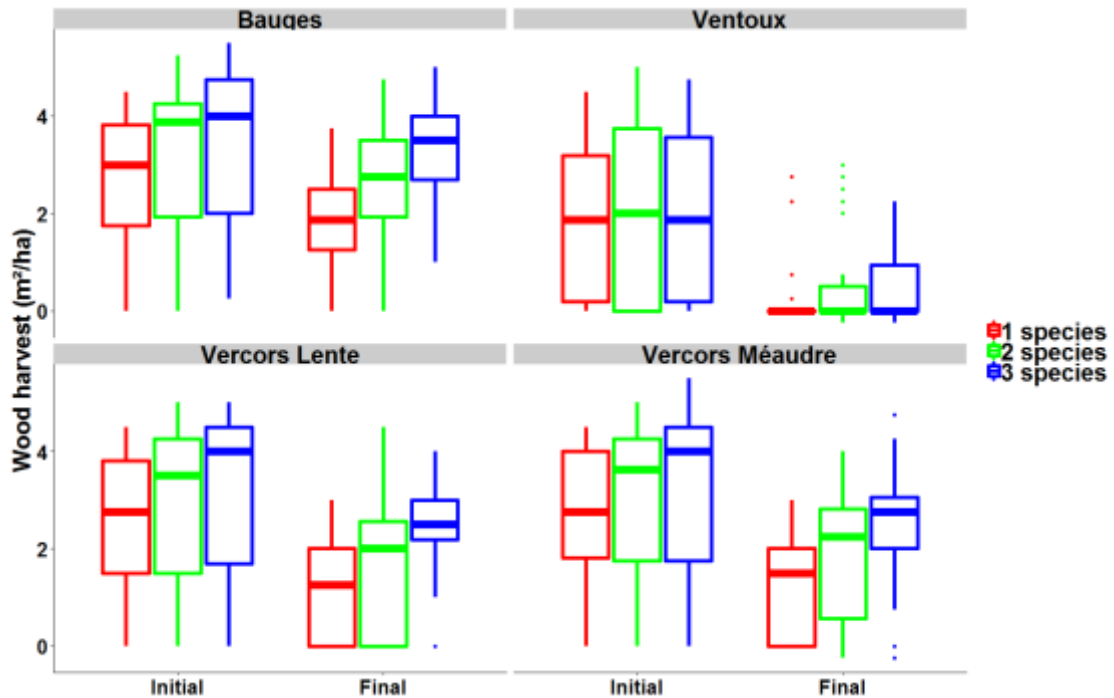 Bauges
Ventoux
Wood harvest (m²/ha)
4
2
0
Vercors Lente
Vercors Méaudre
4
2
0
1 species
2 species
3 species
Initial
Final
Initial
Final